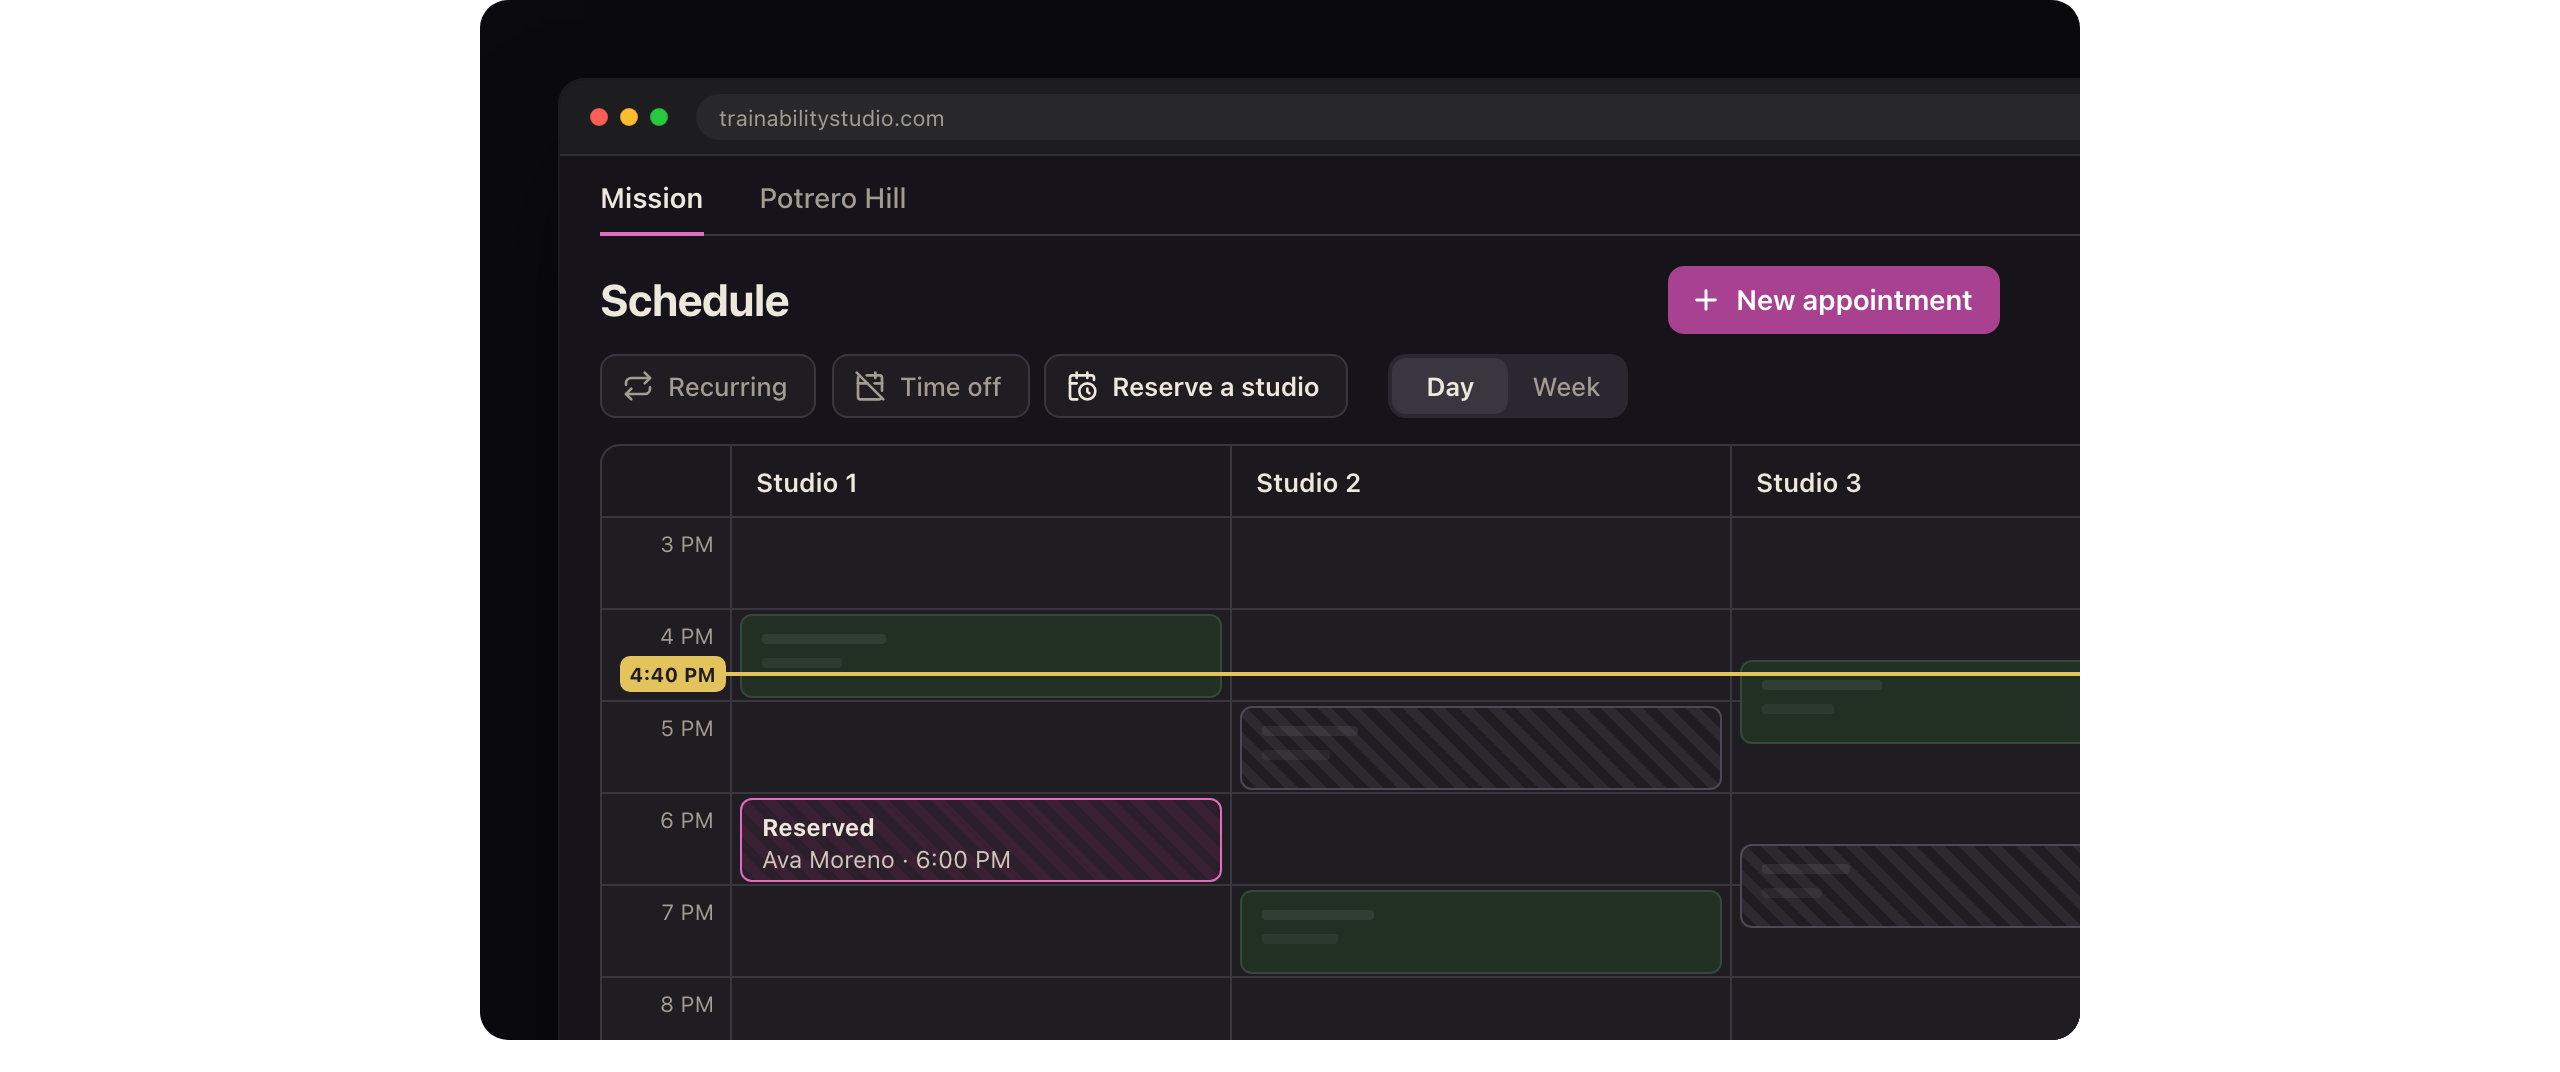 trainabilitystudio.com
Mission
Potrero Hill
Schedule
New appointment
Recurring
Time off
Reserve a studio
Day
Week
Studio 1
Studio 2
Studio 3
3 PM
4 PM
4:40 PM
5 PM
6 PM
Reserved
Ava Moreno · 6:00 PM
7 PM
8 PM